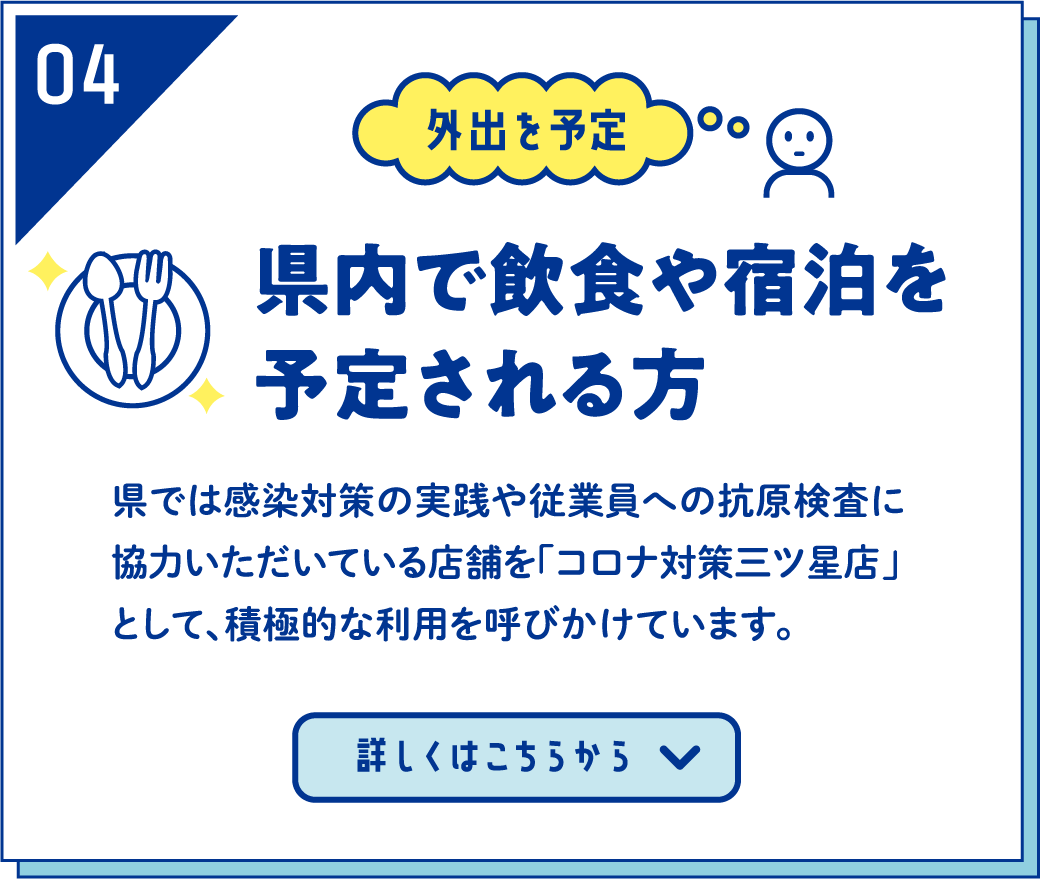 04
外出を予定
県内で飲食や宿泊を
予定される方
県では感染対策の実践や従業員への抗原検査に
協力いただいている店舗を「コロナ対策三ツ星店」
として、積極的な利用を呼びかけています。
詳しくはこちらから